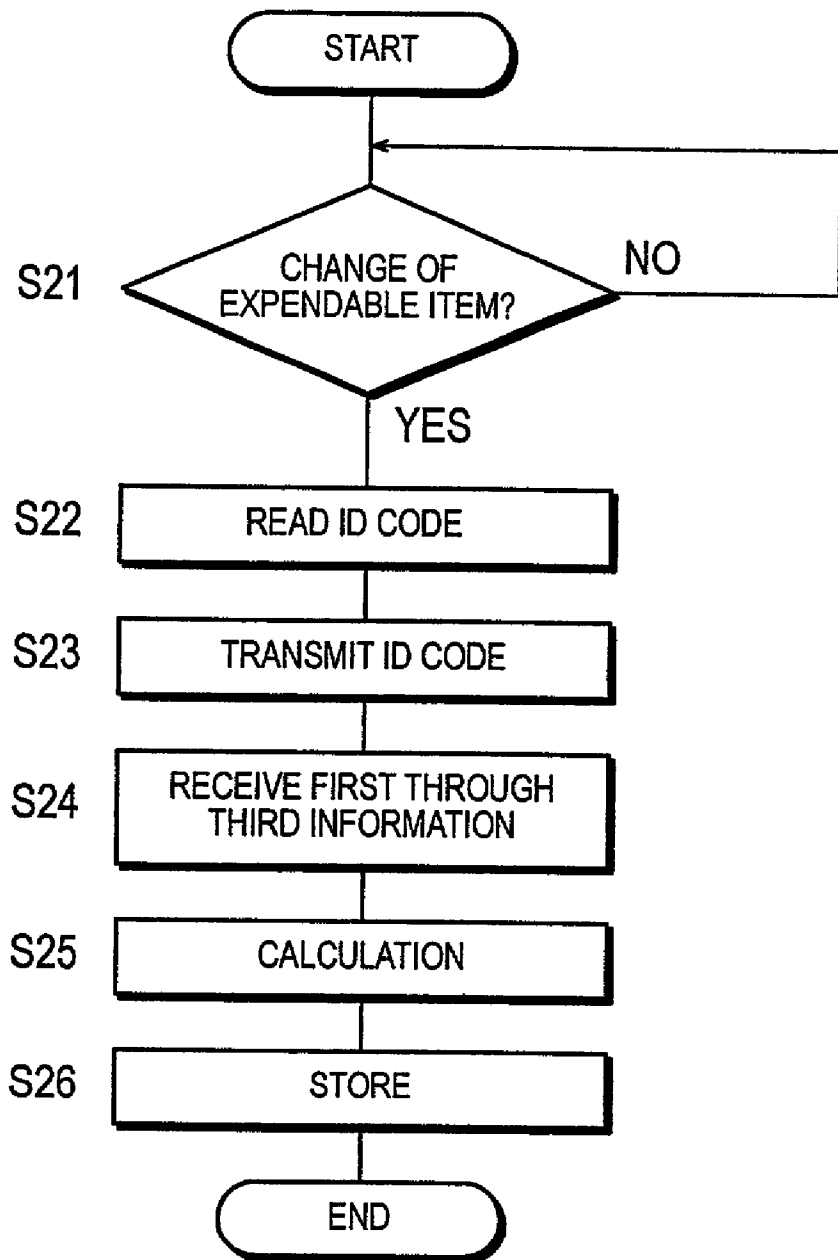 START
S21
CHANGE OF
EXPENDABLE ITEM?
NO
YES
S22
READ ID CODE
S23
TRANSMIT ID CODE
S24
RECEIVE FIRST THROUGH
THIRD INFORMATION
S25
CALCULATION
S26
STORE
END